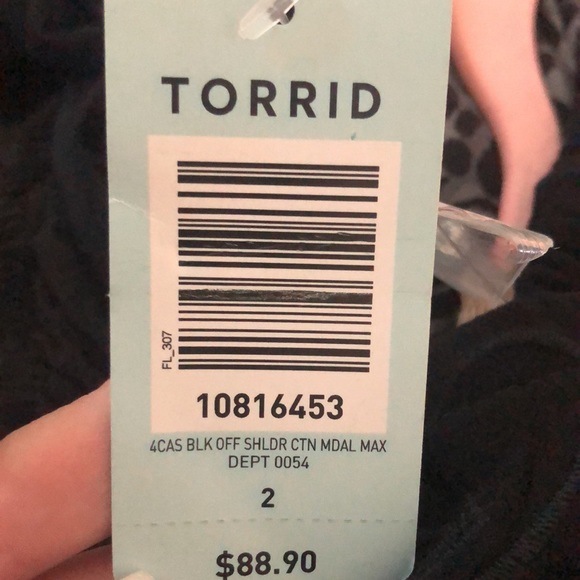 TORRID
FL_307
10816453
4CAS BLK OFF SHLDR CTN MDAL MAX
DEPT 0054
2
$88.90